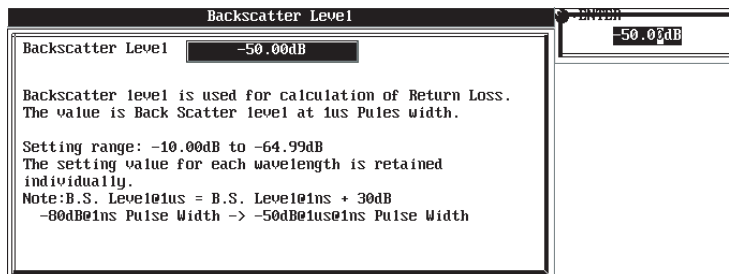 Backscatter Level
ENTER
-50.00dB
Backscatter Level -50.00dB
Backscatter level is used for calculation of Return Loss.
The value is Back Scatter level at 1us Pules width.
Setting range: -10.00dB to -64.99dB
The setting value for each wavelength is retained
individually.
Note:B.S. Level@1us = B.S. Level@1ns + 30dB
-80dB@1ns Pulse Width -> -50dB@1us@1ns Pulse Width